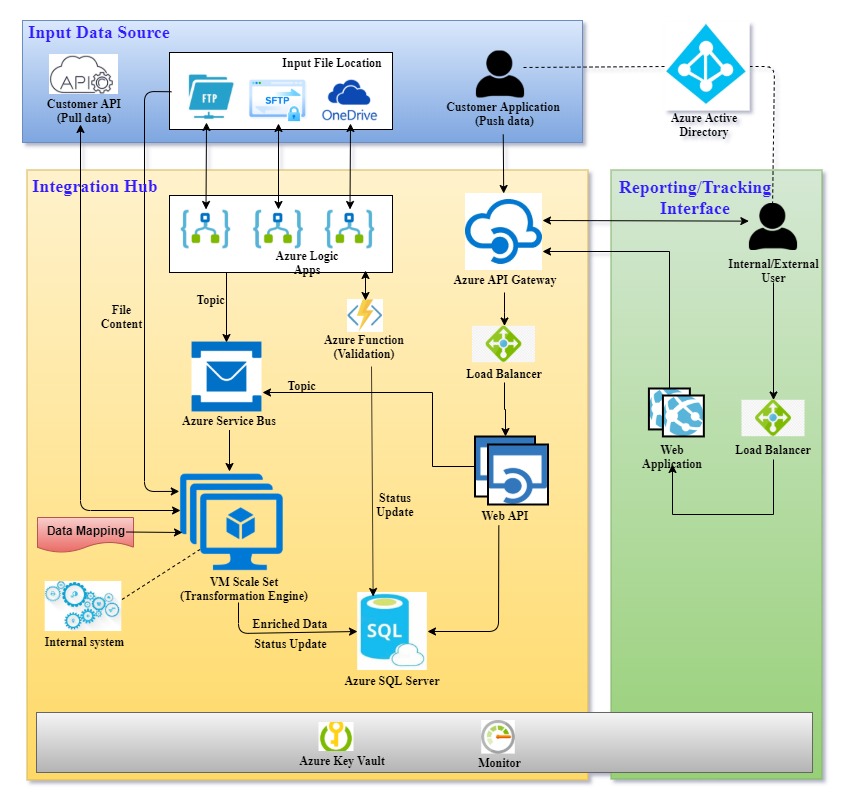 Input Data Source
API
Customer API
(Pull data)
Input File Location
FTP
SFTP
OneDrive
Customer Application
(Push data)
Azure Active
Directory
Integration Hub
Reporting/Tracking
Interface
Azure Logic
Apps
Azure API Gateway
Internal/External
User
Topic
File
Content
Azure Function
(Validation)
Load Balancer
Topic
Azure Service Bus
Web
Application
Load Balancer
Status
Update
Web API
Data Mapping
VM Scale Set
(Transformation Engine)
Internal system
Enriched Data
Status Update
SQL
Azure SQL Server
Azure Key Vault
Monitor